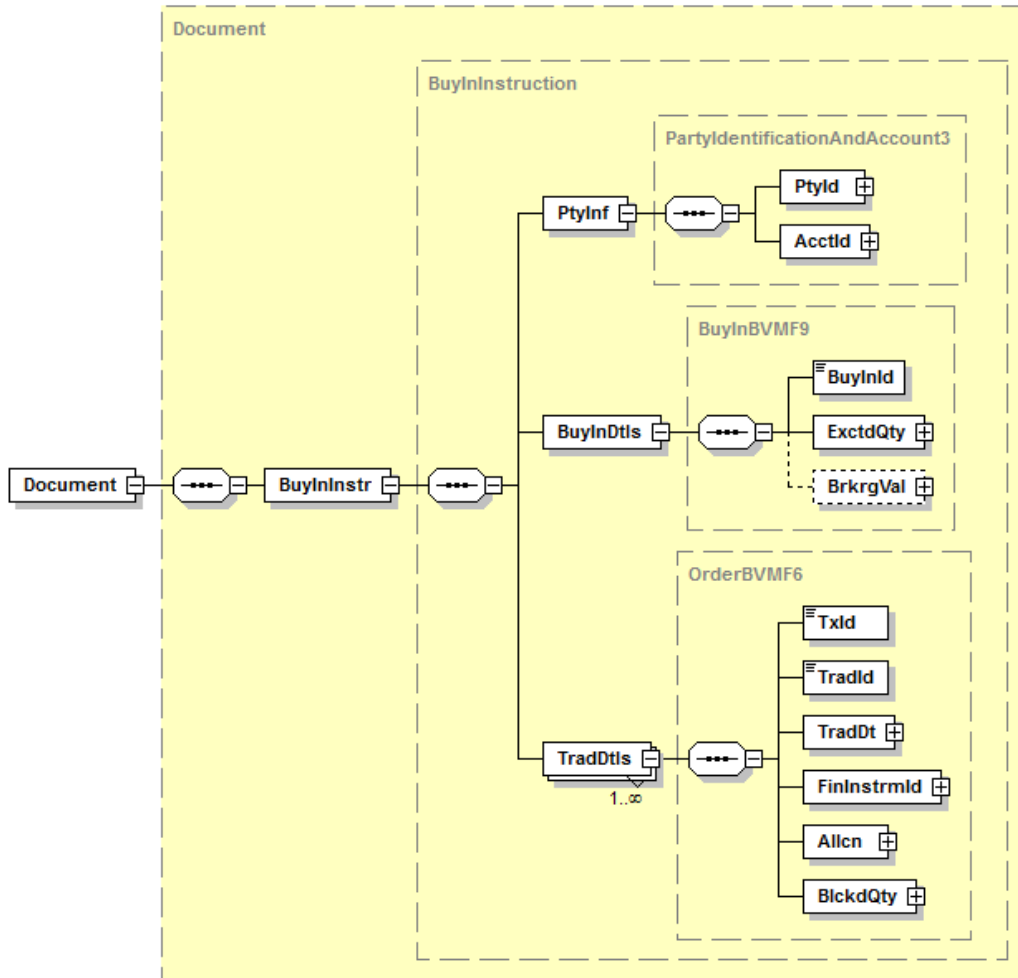 Document
BuyInInstruction
PartyIdentificationAndAccount3
PtyId
PtyInf
AcctId
BuyInBVMF9
BuyInId
BuyInDtls
ExctdQty
Document
BuyInInstr
BrkrgVal
OrderBVMF6
TxId
TradId
TradDt
TradDtls
FinInstrmId
1..∞
Allcn
BlckdQty